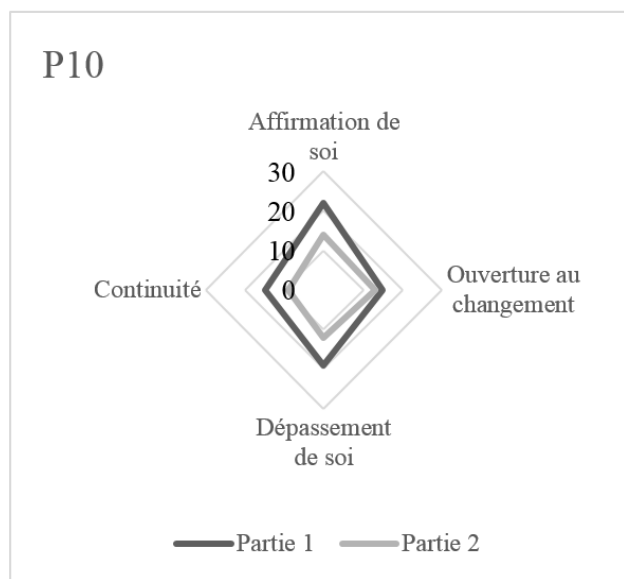 P10
Affirmation de
soi
30
20
10
0
Continuité
Ouverture au
changement
Dépassement
de soi
Partie 1
Partie 2